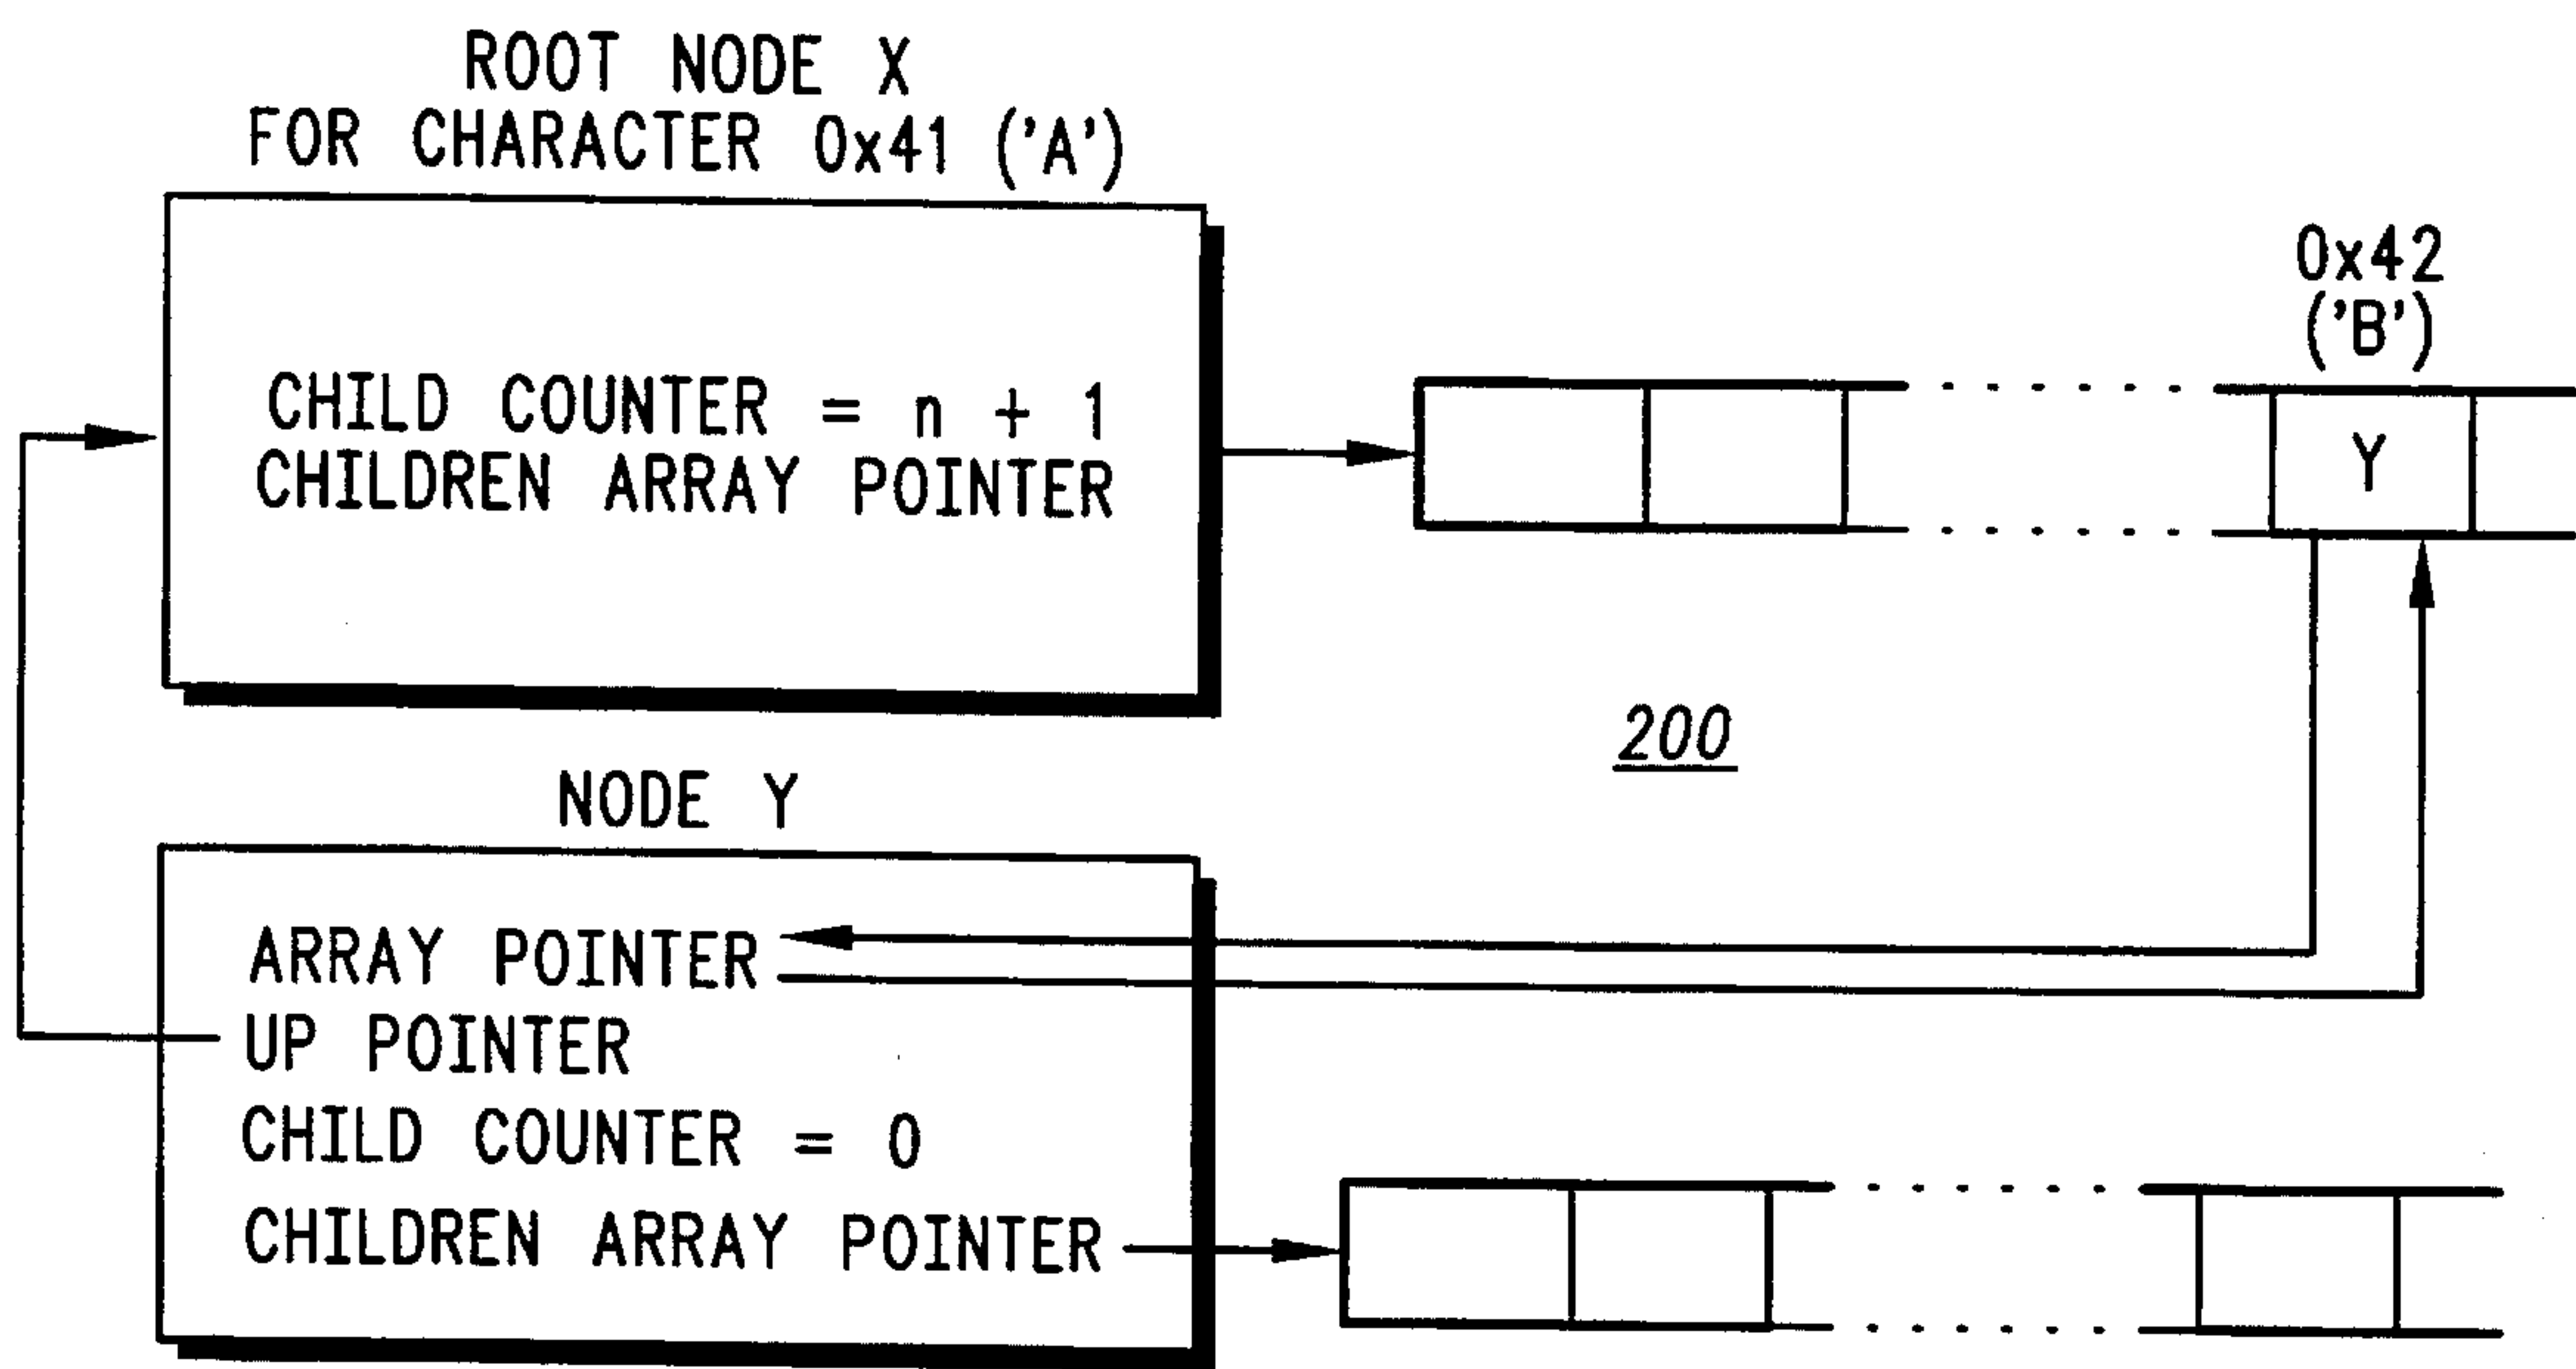 ROOT NODE X
FOR CHARACTER 0x41 ('A')
0x42
('B')
CHILD COUNTER = n + 1
CHILDREN ARRAY POINTER
Y
200
NODE Y
ARRAY POINTER
UP POINTER
CHILD COUNTER = 0
CHILDREN ARRAY POINTER